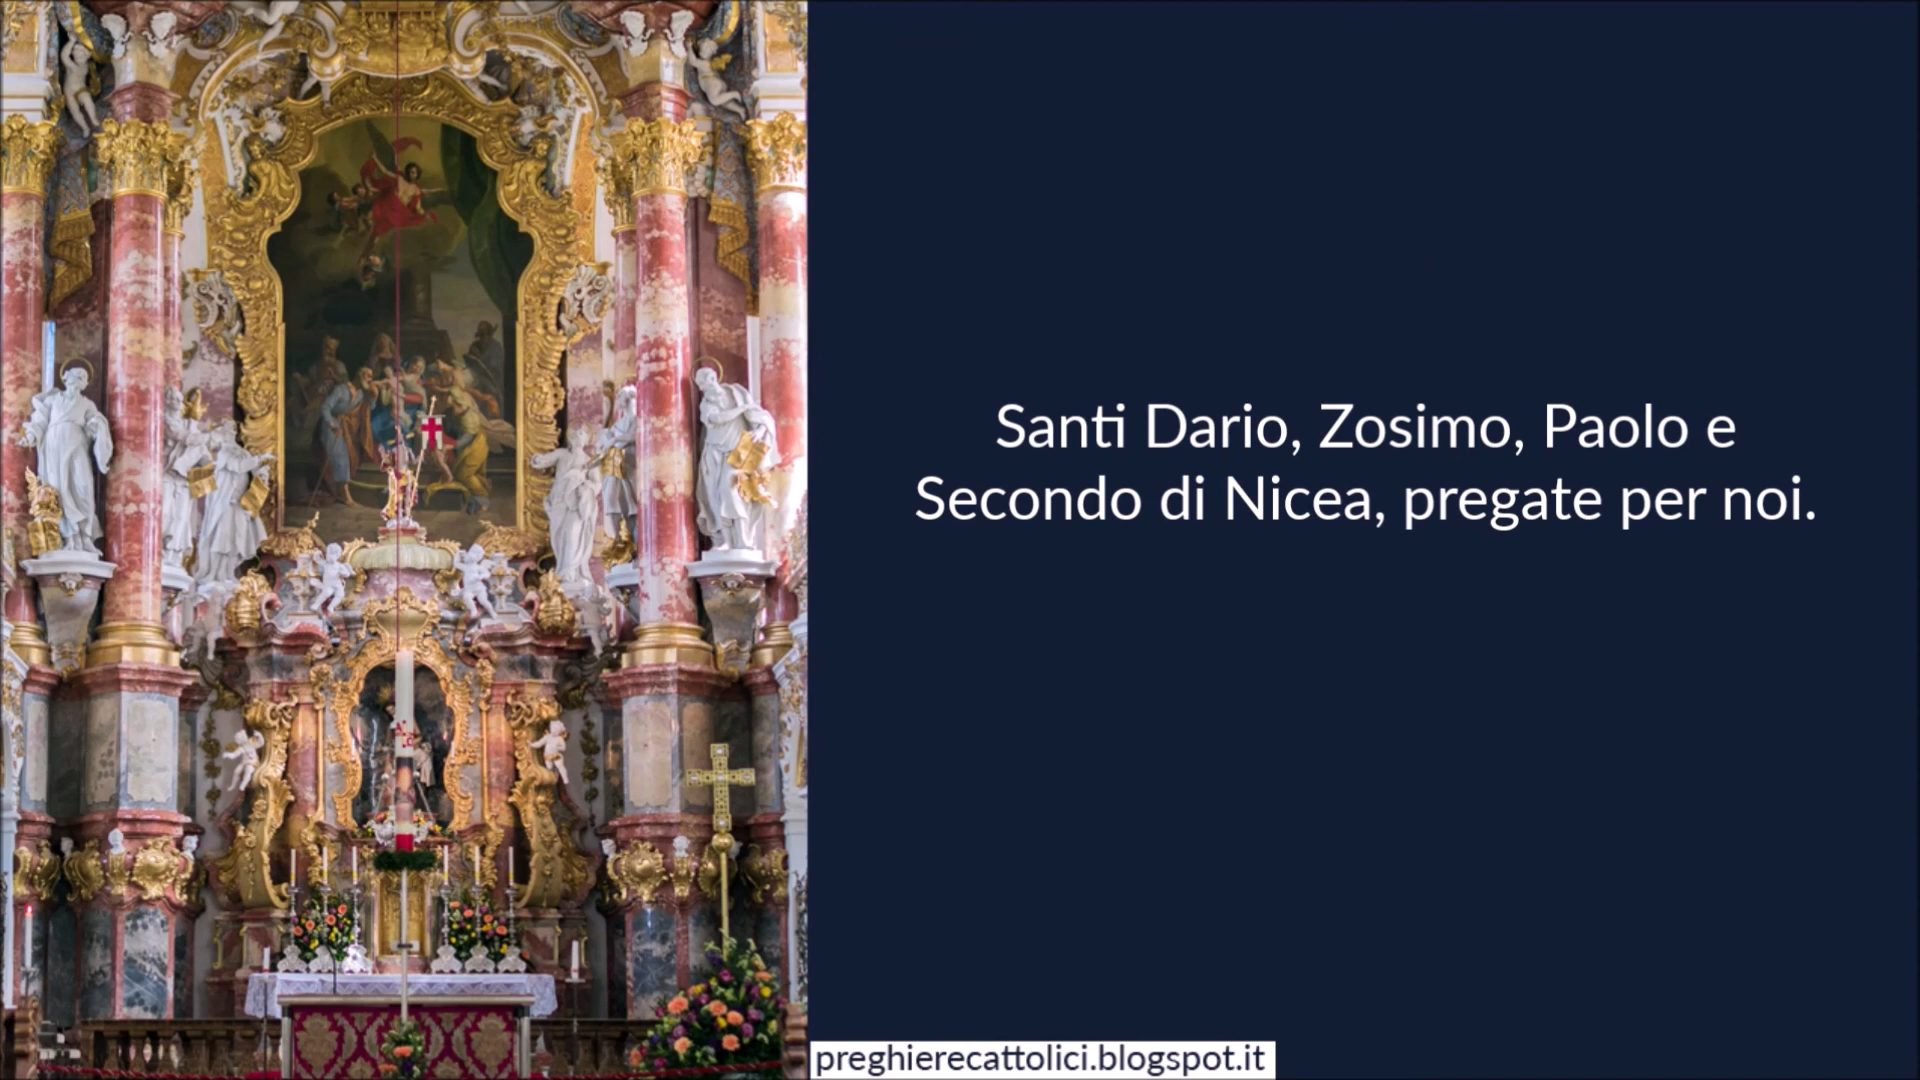 Santi Dario, Zosimo, Paolo e
Secondo di Nicea, pregate per noi.
preghierecattolici.blogspot.it